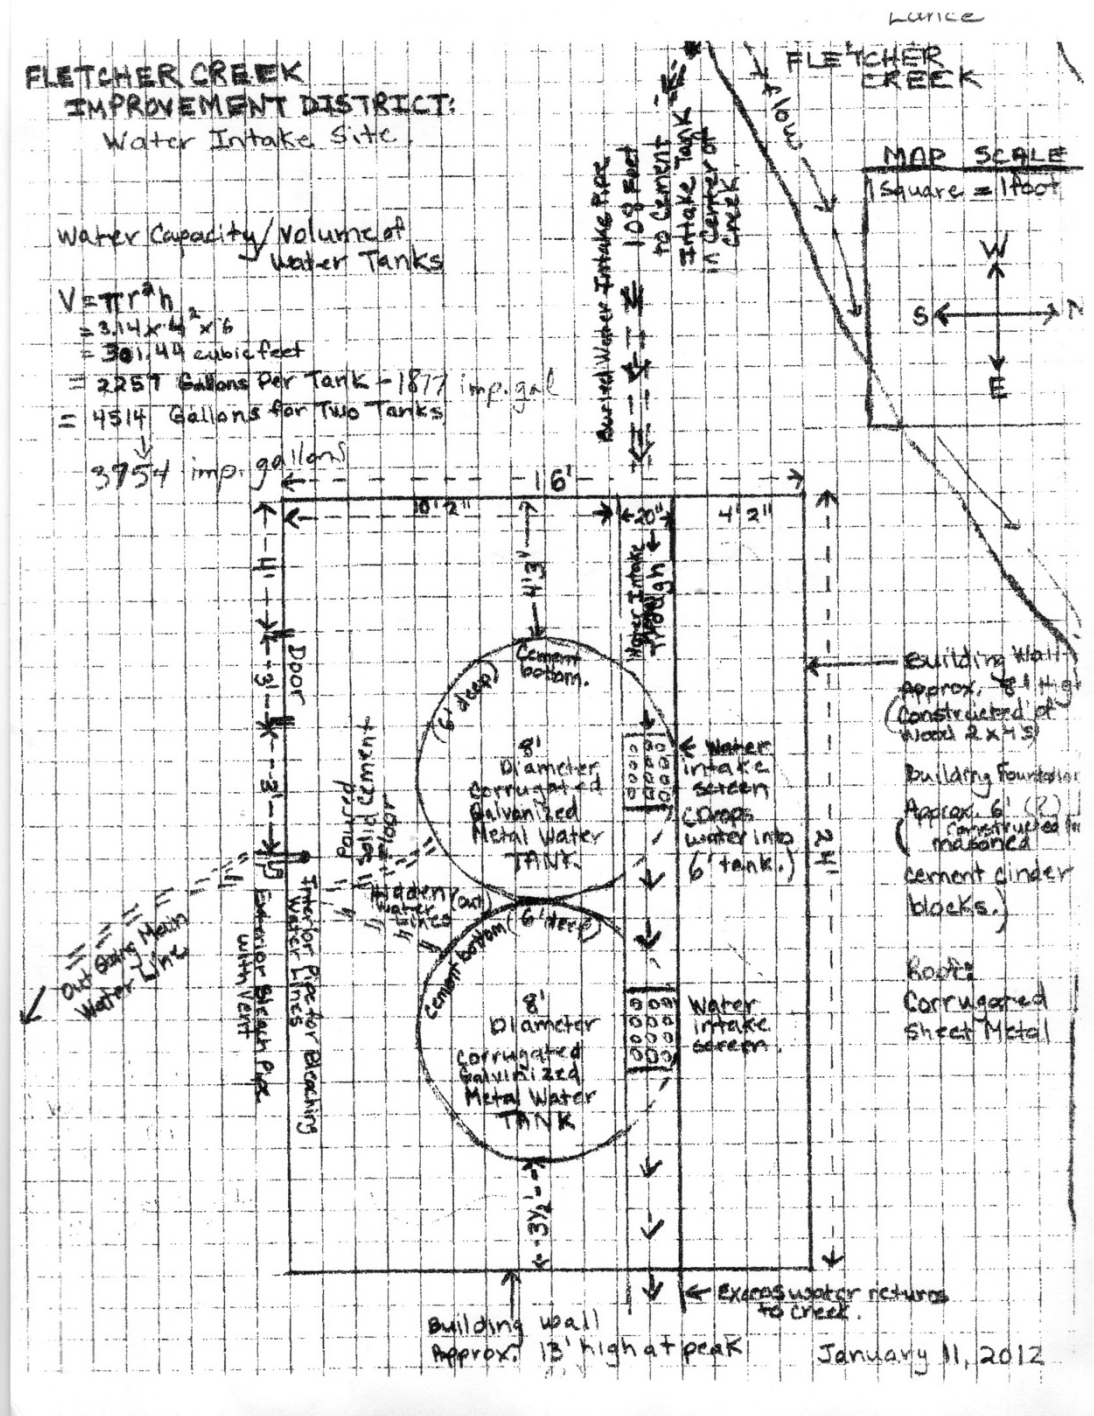 Lance
FLETCHER CREEK
IMPROVEMENT DISTRICT:
Water Intake Site.
FLETCHER
CREEK
Flow
MAP SCALE
1 square = 1 foot
W
S
N
E
Water Capacity/Volume of
Water Tanks
V = πr²h
= 3.14 x 4² x 6
= 301.44 cubic feet
= 2257 Gallons Per Tank - 1877 imp. gal
= 4514 Gallons for Two Tanks
3754 imp. gallons
Buried Water Intake Pipe
108 Feet
to Cement
Intake Tank
in Center of
Creek
16'
10'2"
20"
4'2"
4'3"
4'
3'
3'
Door
Water Intake
Trough
Cement
bottom.
(6' deep)
8'
Diameter
Corrugated
Galvanized
Metal Water
TANK.
Water
intake
screen
(Drops
water into
6' tank.)
24'
Poured
Solid Cement
Floor
Hidden (out)
Water
Lines
Out Going Main
Water Line
Exterior Bleach Pipe
with Vent
Interior Pipe for Bleaching
Water Lines
(6' deep)
Cement bottom
8'
Diameter
Corrugated
Galvinized
Metal Water
TANK
Water
intake
screen.
3½'
Building Wall
Approx. 8' High
(Constructed of
Wood 2x4's)
Building Foundation
Approx. 6' (?)
(constructed
masoned
cement cinder
blocks.)
Roof:
Corrugated
Sheet Metal
Excess water returns
to creek.
Building wall
Approx. 13' high at peak
January 11, 2012